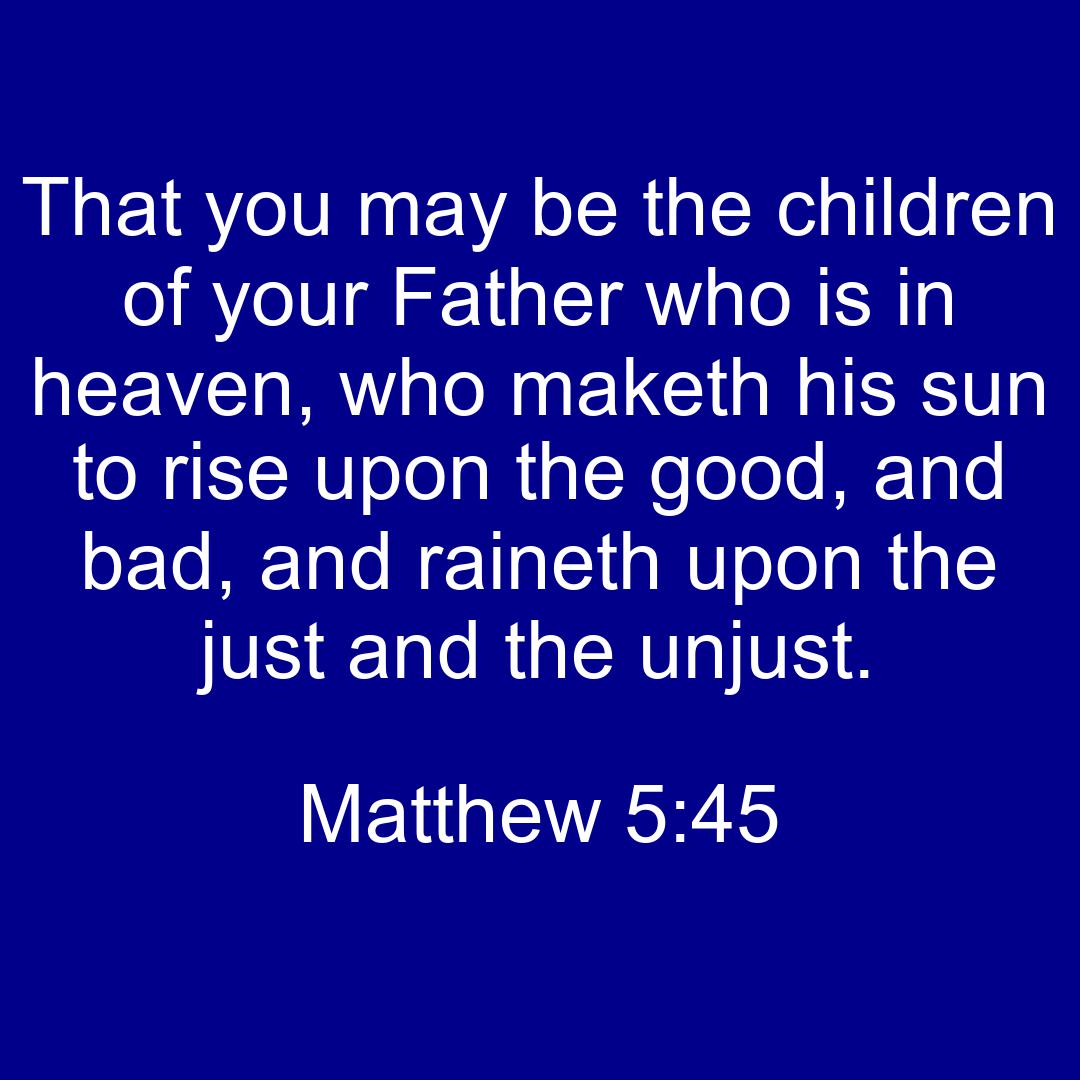 That you may be the children
of your Father who is in
heaven, who maketh his sun
to rise upon the good, and
bad, and raineth upon the
just and the unjust.
Matthew 5:45